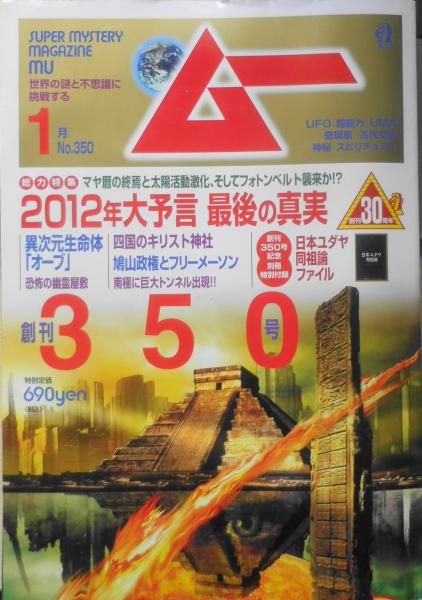 SUPER MYSTERY
MAGAZINE
MU
世界の謎と不思議に
挑戦する
ムー
1月
No.350
UFO 超能力 UMA
怪現象 古代文明
神秘 スピリチュアル
総力特集 マヤ暦の終焉と太陽活動激化、そしてフォトンベルト襲来か!?
2012年大予言 最後の真実
創刊
30周年
異次元生命体
「オーブ」
恐怖の幽霊屋敷
四国のキリスト神社
鳩山政権とフリーメーソン
南極に巨大トンネル出現!!
創刊
350号
記念
別冊
特別付録
日本ユダヤ
同祖論
ファイル
日本ユダヤ
同祖論
創刊350号
特別定価
690yen